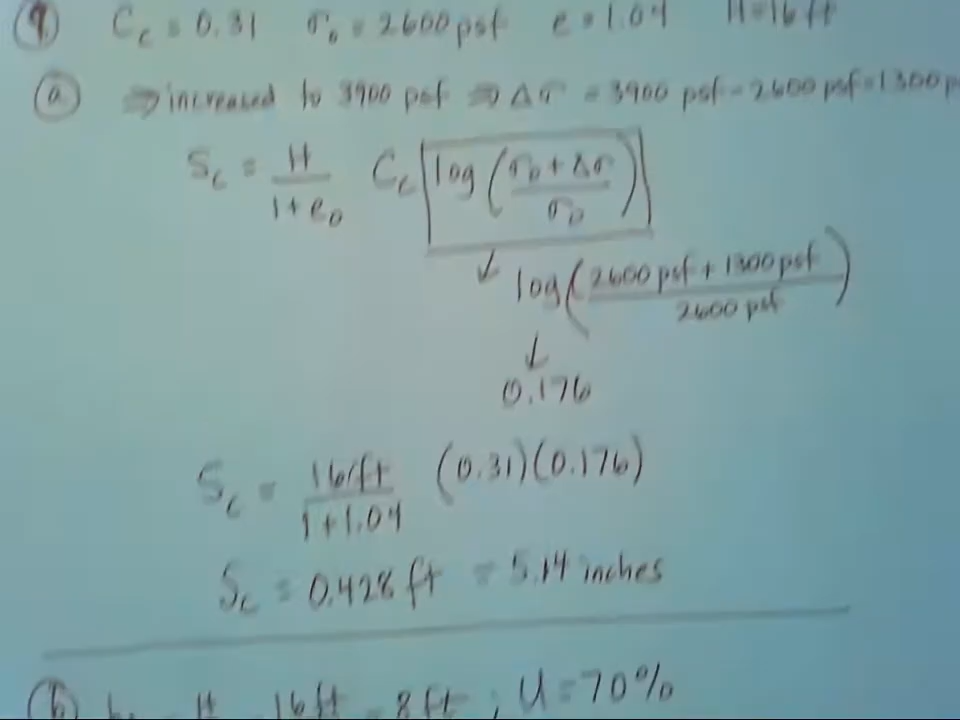 9. Cc = 0.31 σ0 = 2600 psf e = 1.04 H = 16 ft
a ⇒ increased to 3900 psf ⇒ Δσ = 3900 psf - 2600 psf = 1300 p
Sc = H / (1 + e0) Cc [log((σ0 + Δσ) / σ0)]
↓ log((2600 psf + 1300 psf) / 2600 psf)
↓
0.176
Sc = 16 ft / (1 + 1.04) (0.31)(0.176)
Sc = 0.428 ft = 5.14 inches
b = H = 16 ft = 8 ft ; U = 70%